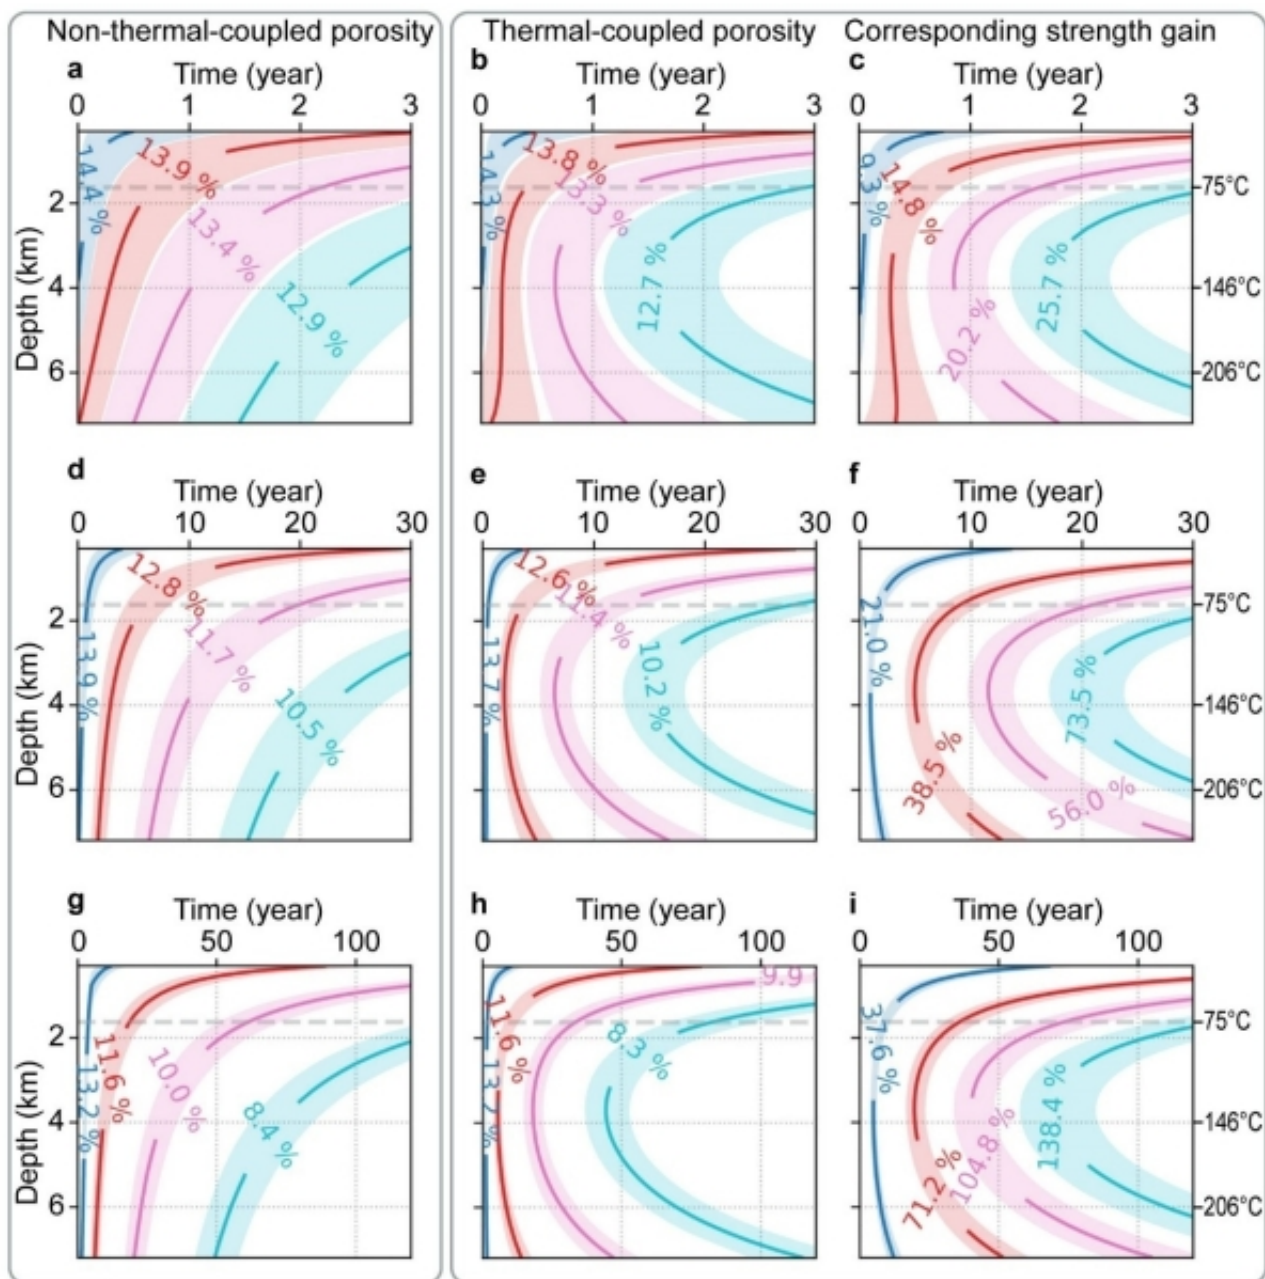 Non-thermal-coupled porosity
Thermal-coupled porosity
Corresponding strength gain
a
Time (year)
0 1 2 3
Depth (km)
2
4
6
14.4 %
13.9 %
13.4 %
12.9 %
b
Time (year)
0 1 2 3
14.3 %
13.8 %
13.3 %
12.7 %
c
Time (year)
0 1 2 3
9.3 %
14.8 %
20.2 %
25.7 %
75°C
146°C
206°C
d
Time (year)
0 10 20 30
Depth (km)
2
4
6
13.9 %
12.8 %
11.7 %
10.5 %
e
Time (year)
0 10 20 30
13.7 %
12.6 %
11.4 %
10.2 %
f
Time (year)
0 10 20 30
21.0 %
38.5 %
56.0 %
73.5 %
75°C
146°C
206°C
g
Time (year)
0 50 100
Depth (km)
2
4
6
13.2 %
11.6 %
10.0 %
8.4 %
h
Time (year)
0 50 100
13.2 %
11.6 %
9.9
8.3 %
i
Time (year)
0 50 100
37.6 %
71.2 %
104.8 %
138.4 %
75°C
146°C
206°C